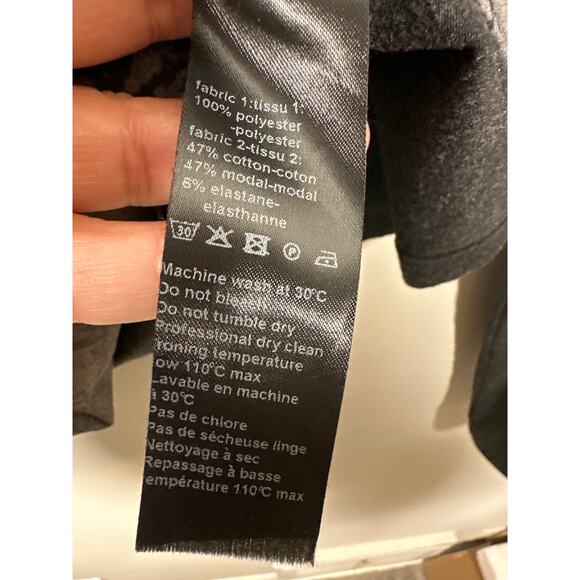 fabric 1:tissu 1:
100% polyester
-polyester
fabric 2-tissu 2:
47% cotton-coton
47% modal-modal
6% elastane-
elasthanne
30
P
Machine wash at 30°C
Do not bleach
Do not tumble dry
Professional dry clean
Ironing temperature
low 110°C max
Lavable en machine
à 30°C
Pas de chlore
Pas de sécheuse linge
Nettoyage à sec
Repassage à basse
température 110°C max